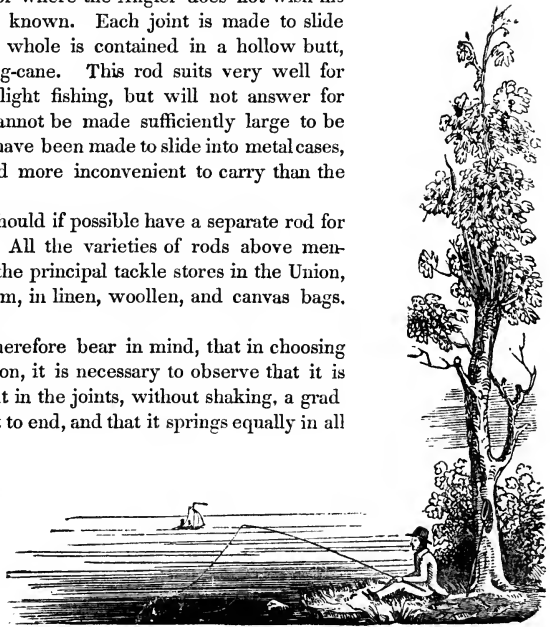 or where the Angler does not wish his
known. Each joint is made to slide
whole is contained in a hollow butt,
g-cane. This rod suits very well for
light fishing, but will not answer for
annot be made sufficiently large to be
have been made to slide into metal cases,
d more inconvenient to carry than the
hould if possible have a separate rod for
All the varieties of rods above men-
the principal tackle stores in the Union,
m, in linen, woollen, and canvas bags.
herefore bear in mind, that in choosing
on, it is necessary to observe that it is
t in the joints, without shaking, a grad
t to end, and that it springs equally in all